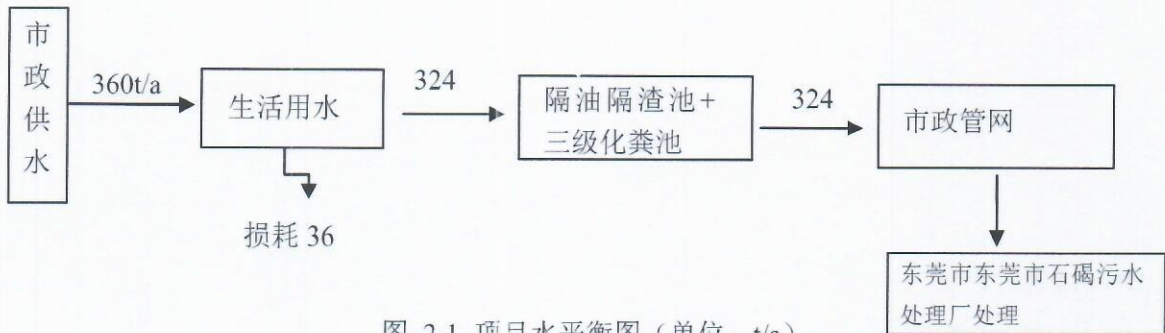 市
政
供
水
360t/a
生活用水
324
隔油隔渣池+
三级化粪池
324
市政管网
损耗 36
东莞市东莞市石碣污水
处理厂处理
图 2-1 项目水平衡图（单位：t/a）